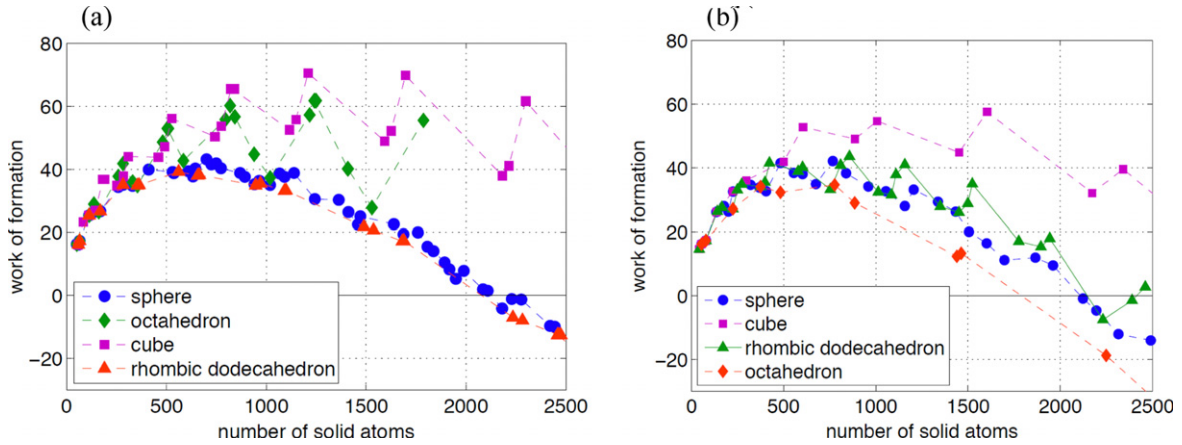 (a)
80
60
40
20
0
−20
work of formation
sphere
octahedron
cube
rhombic dodecahedron
0 500 1000 1500 2000 2500
number of solid atoms
(b)
80
60
40
20
0
−20
work of formation
sphere
cube
rhombic dodecahedron
octahedron
0 500 1000 1500 2000 2500
number of solid atoms